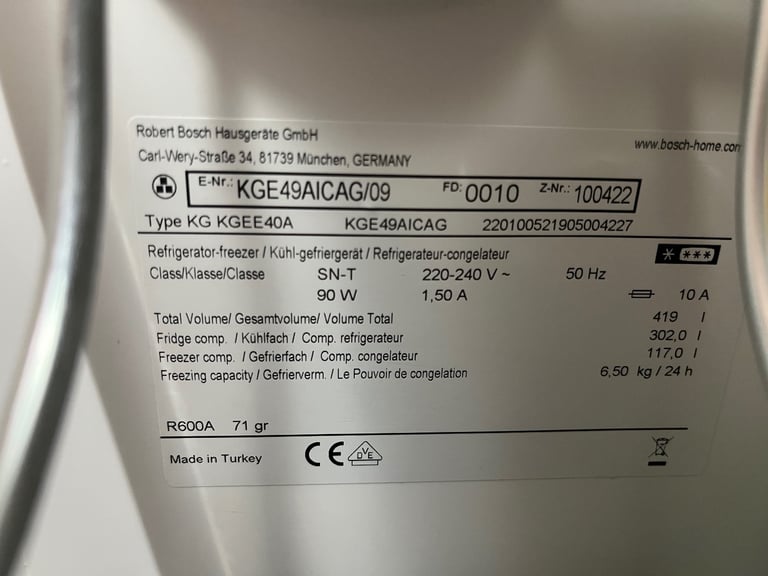 Robert Bosch Hausgeräte GmbH
www.bosch-home.com
Carl-Wery-Straße 34, 81739 München, GERMANY
E-Nr.: KGE49AICAG/09 FD: 0010 Z-Nr.: 100422
Type KG KGEE40A KGE49AICAG 220100521905004227
Refrigerator-freezer / Kühl-gefriergerät / Refrigerateur-congelateur * ***
Class/Klasse/Classe SN-T 220-240 V ~ 50 Hz
90 W 1,50 A 10 A
Total Volume/ Gesamtvolume/ Volume Total 419 l
Fridge comp. / Kühlfach / Comp. refrigerateur 302,0 l
Freezer comp. / Gefrierfach / Comp. congelateur 117,0 l
Freezing capacity / Gefrierverm. / Le Pouvoir de congelation 6,50 kg / 24 h
R600A 71 gr
Made in Turkey CE DVE